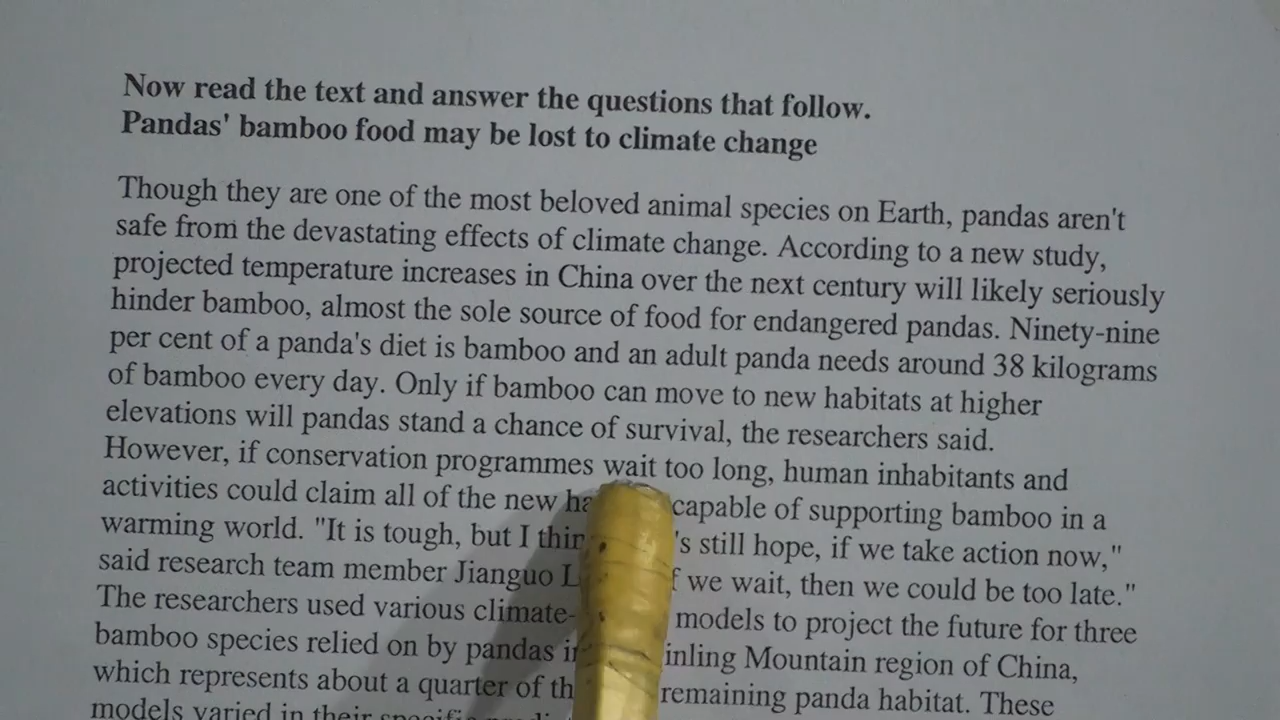 Now read the text and answer the questions that follow.
Pandas' bamboo food may be lost to climate change
Though they are one of the most beloved animal species on Earth, pandas aren't
safe from the devastating effects of climate change. According to a new study,
projected temperature increases in China over the next century will likely seriously
hinder bamboo, almost the sole source of food for endangered pandas. Ninety-nine
per cent of a panda's diet is bamboo and an adult panda needs around 38 kilograms
of bamboo every day. Only if bamboo can move to new habitats at higher
elevations will pandas stand a chance of survival, the researchers said.
However, if conservation programmes wait too long, human inhabitants and
activities could claim all of the new capable of supporting bamboo in a
warming world. "It is tough, but I still hope, if we take action now,"
said research team member Jianguo we wait, then we could be too late."
The researchers used various climate- models to project the future for three
bamboo species relied on by pandas Mountain region of China,
which represents about a quarter of remaining panda habitat. These
models varied in their